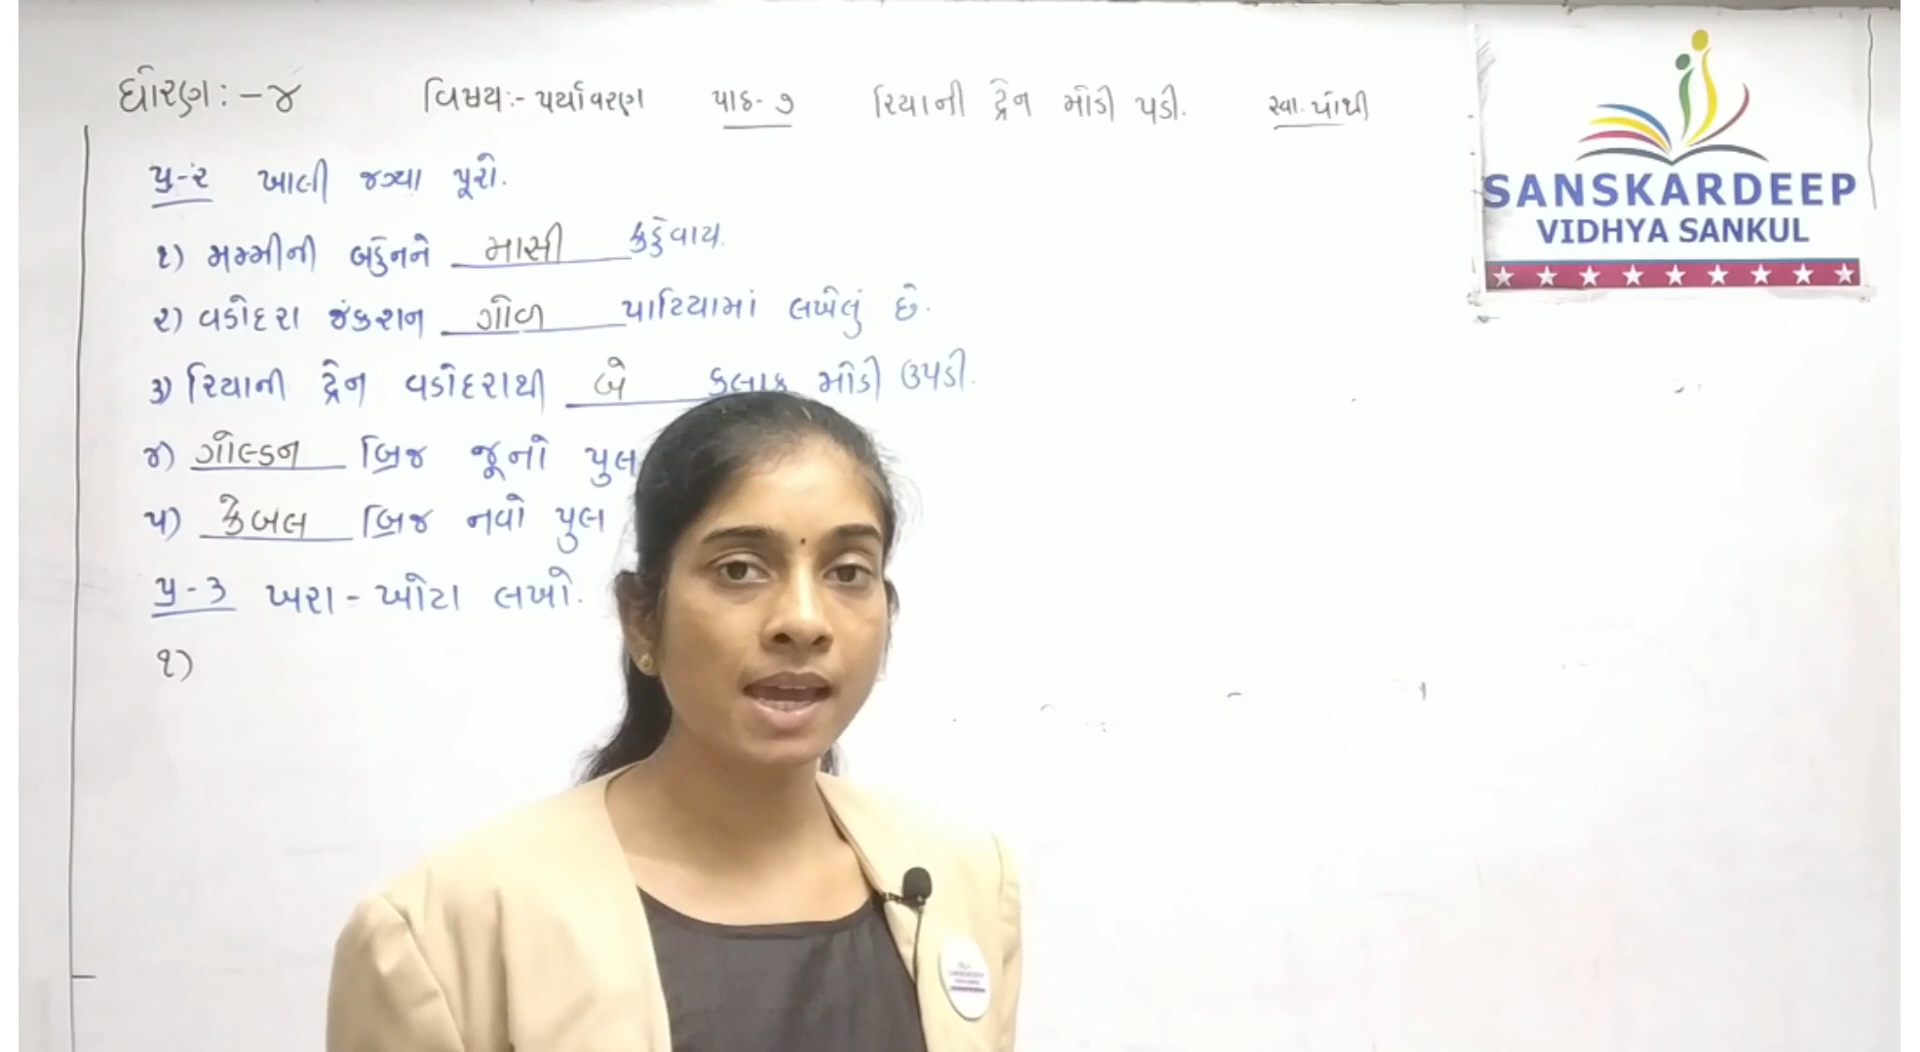 ધોરણ:-૪ વિષય:- પર્યાવરણ પાઠ-૭ રિયાની ટ્રેન મોડી પડી. સ્વા. પોથી
પ્ર-૨ ખાલી જગ્યા પૂરો.
૧) મમ્મીની બહેનને માસી કહેવાય.
૨) વડોદરા જંકશન ગોળ પાટિયામાં લખેલું છે.
૩) રિયાની ટ્રેન વડોદરાથી બે કલાક મોડી ઉપડી.
૪) ગોલ્ડન બ્રિજ જૂનો પુલ
૫) કેબલ બ્રિજ નવો પુલ
પ્ર-૩ ખરા-ખોટા લખો.
૧)
SANSKARDEEP
VIDHYA SANKUL